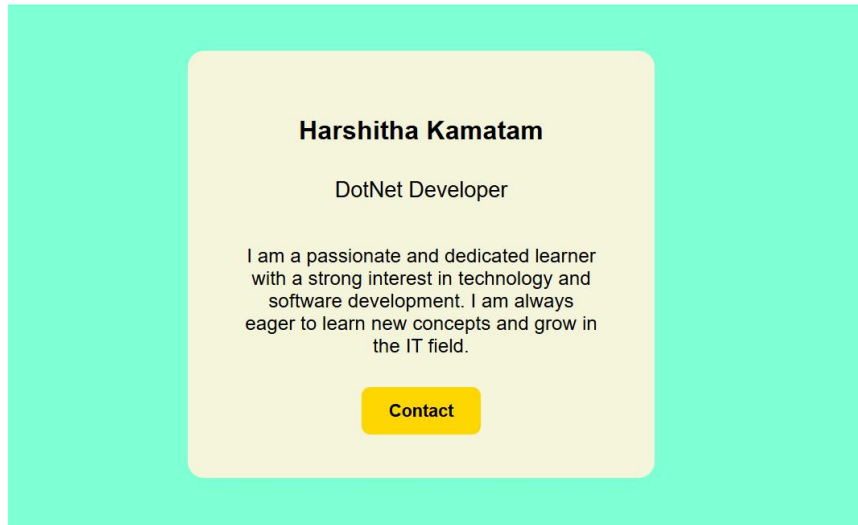 Harshitha Kamatam
DotNet Developer
I am a passionate and dedicated learner
with a strong interest in technology and
software development. I am always
eager to learn new concepts and grow in
the IT field.
Contact